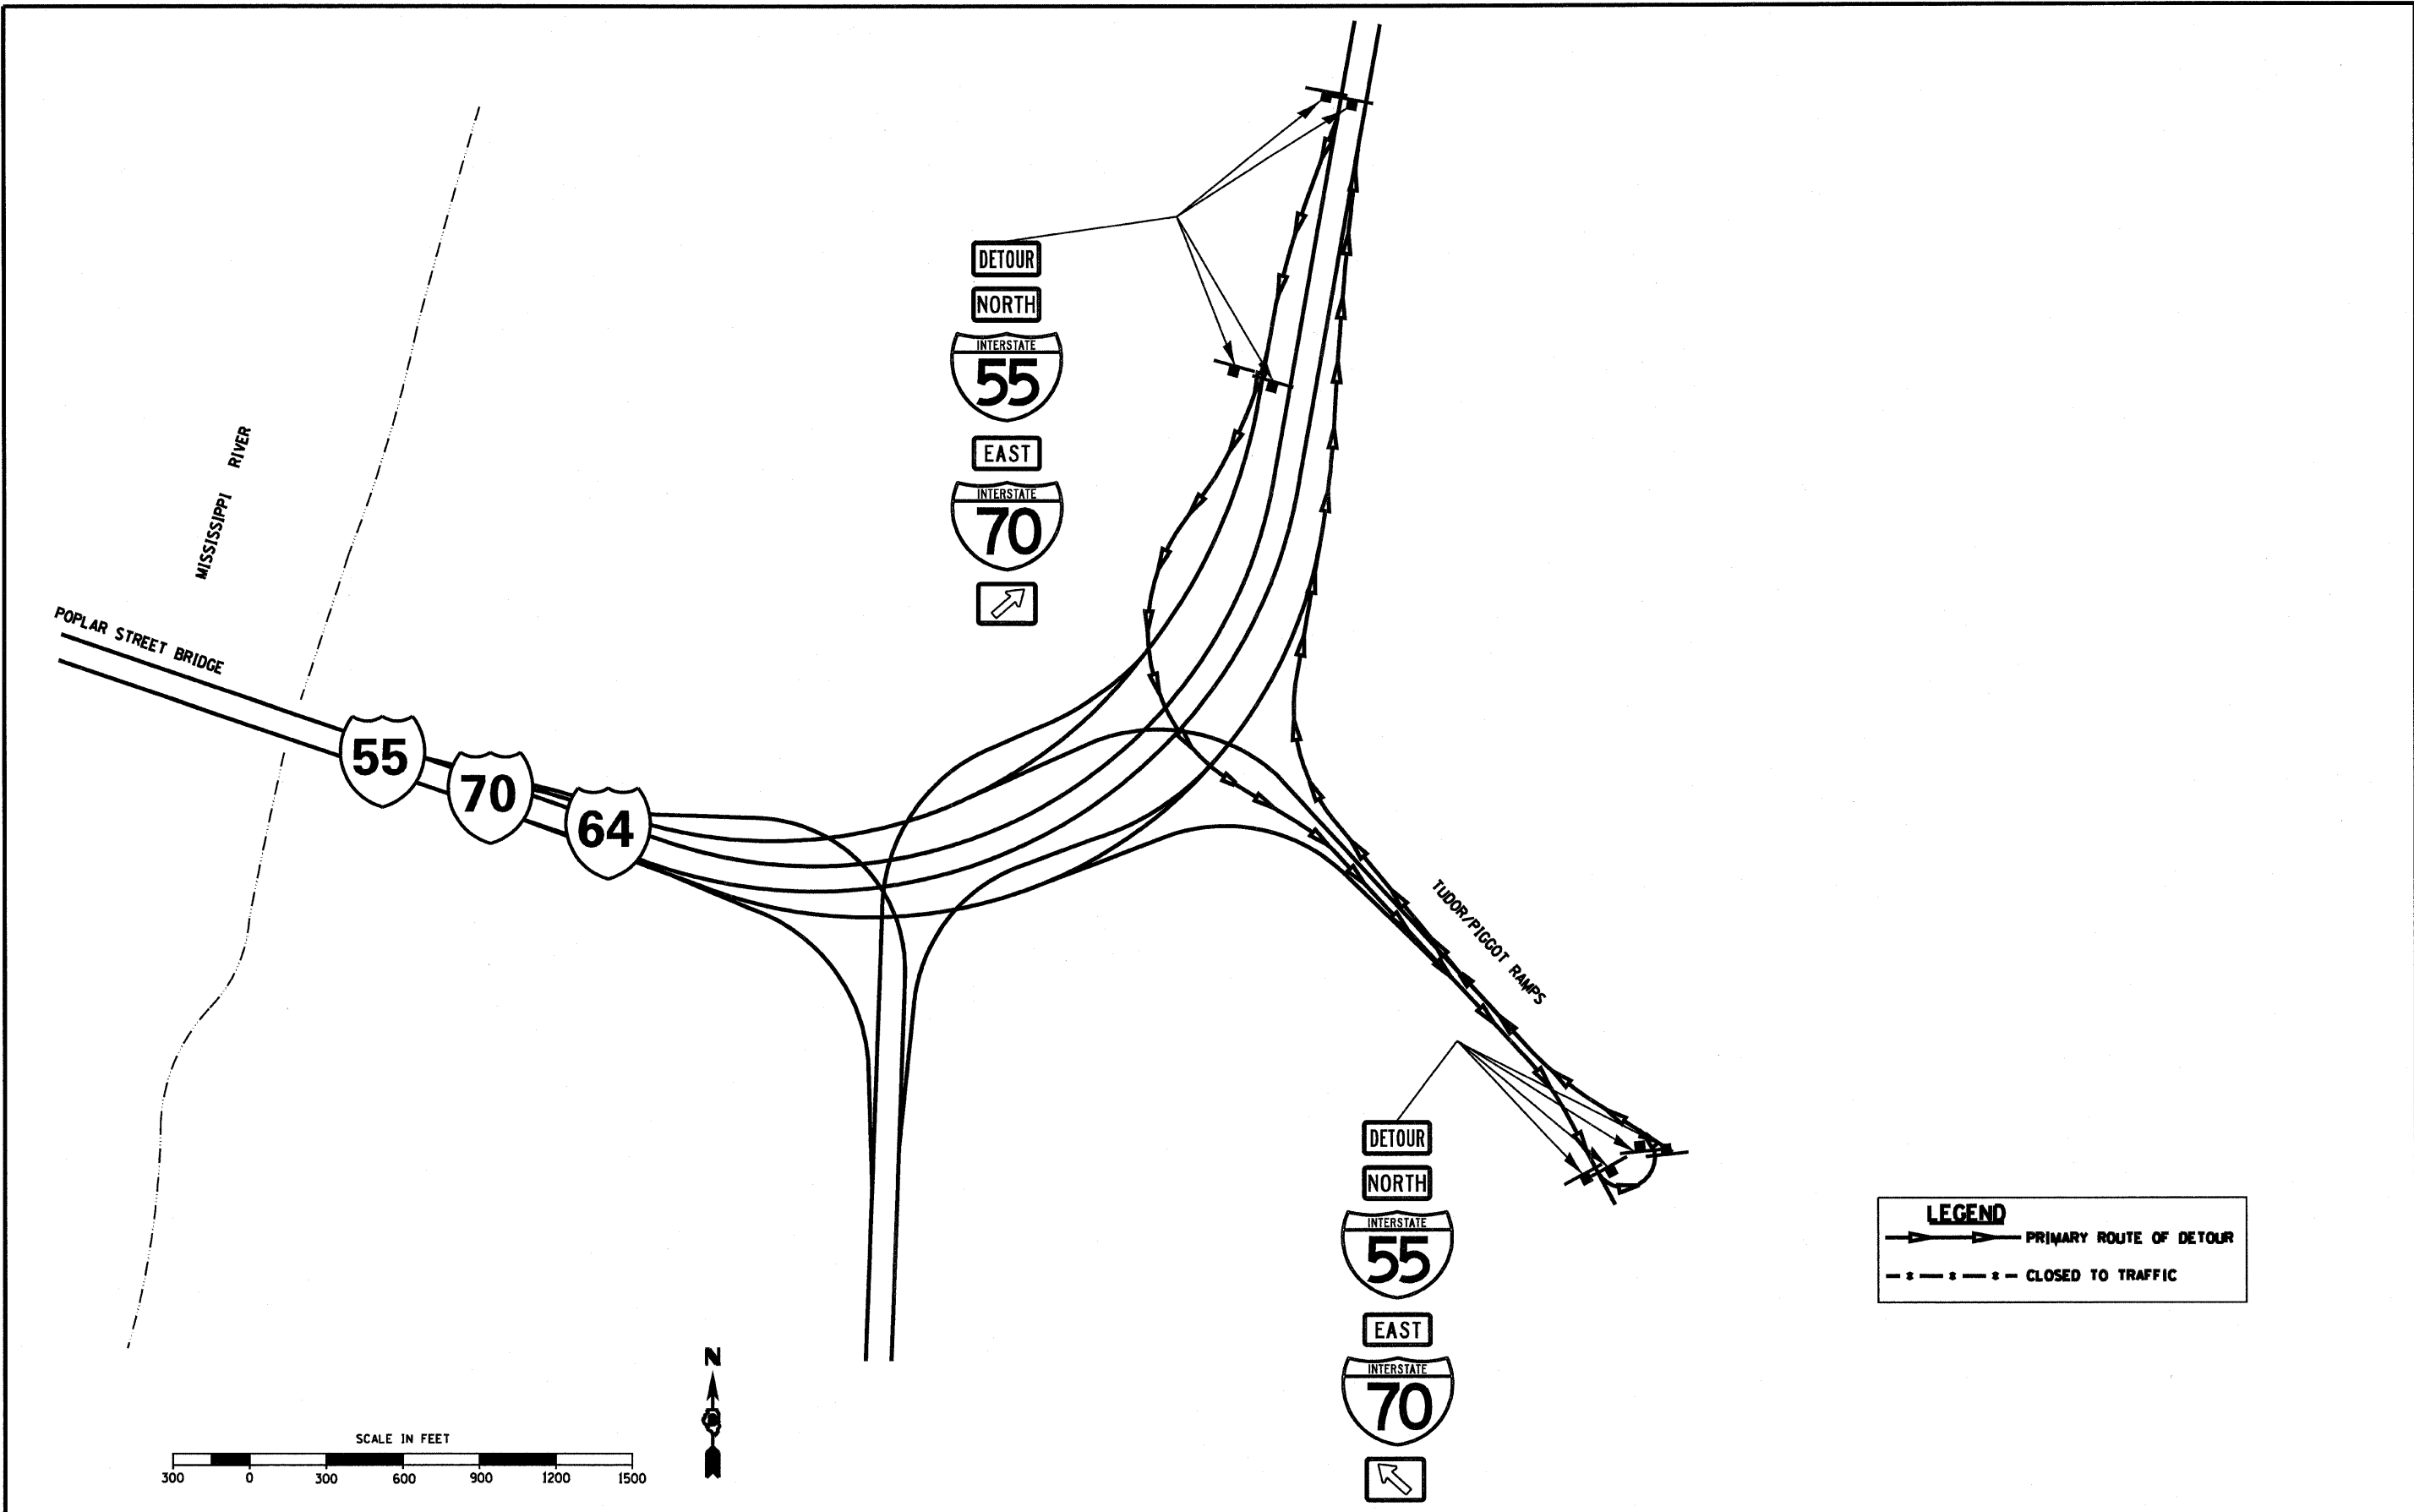 DETOUR
NORTH
INTERSTATE
55
EAST
INTERSTATE
70
MISSISSIPPI RIVER
POPLAR STREET BRIDGE
55
70
64
TUDOR/PIGGOT RAMPS
DETOUR
NORTH
INTERSTATE
55
EAST
INTERSTATE
70
LEGEND
PRIMARY ROUTE OF DETOUR
CLOSED TO TRAFFIC
N
SCALE IN FEET
300 0 300 600 900 1200 1500